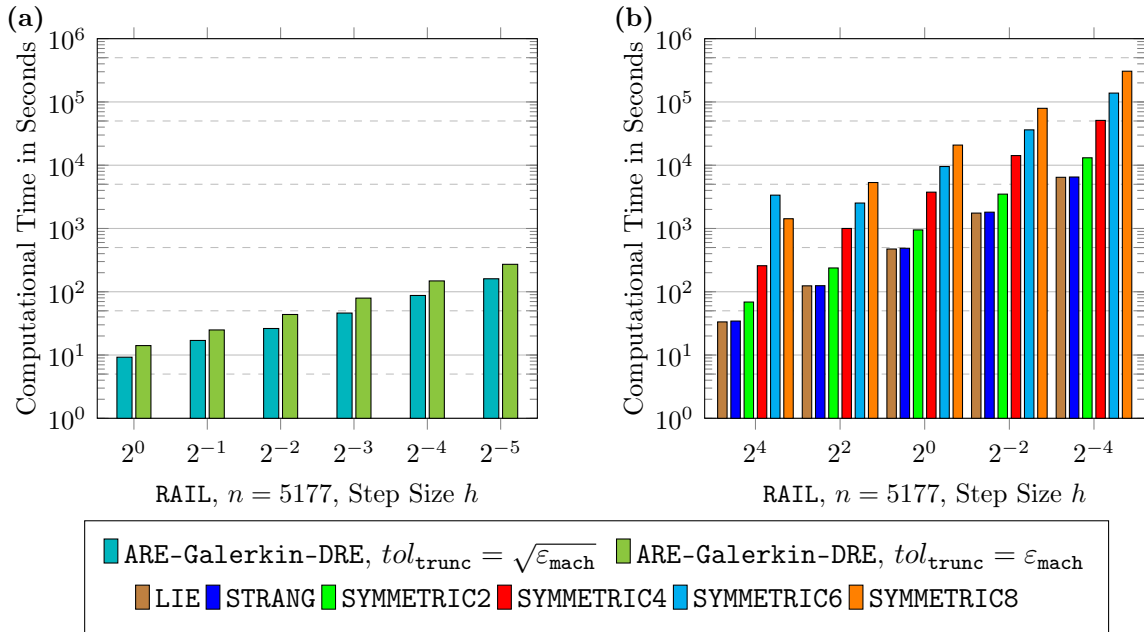 (a)
Computational Time in Seconds
10^6
10^5
10^4
10^3
10^2
10^1
10^0
2^0 2^−1 2^−2 2^−3 2^−4 2^−5
RAIL, n = 5177, Step Size h
(b)
Computational Time in Seconds
10^6
10^5
10^4
10^3
10^2
10^1
10^0
2^4 2^2 2^0 2^−2 2^−4
RAIL, n = 5177, Step Size h
ARE-Galerkin-DRE, tol_trunc = √ε_mach ARE-Galerkin-DRE, tol_trunc = ε_mach
LIE STRANG SYMMETRIC2 SYMMETRIC4 SYMMETRIC6 SYMMETRIC8